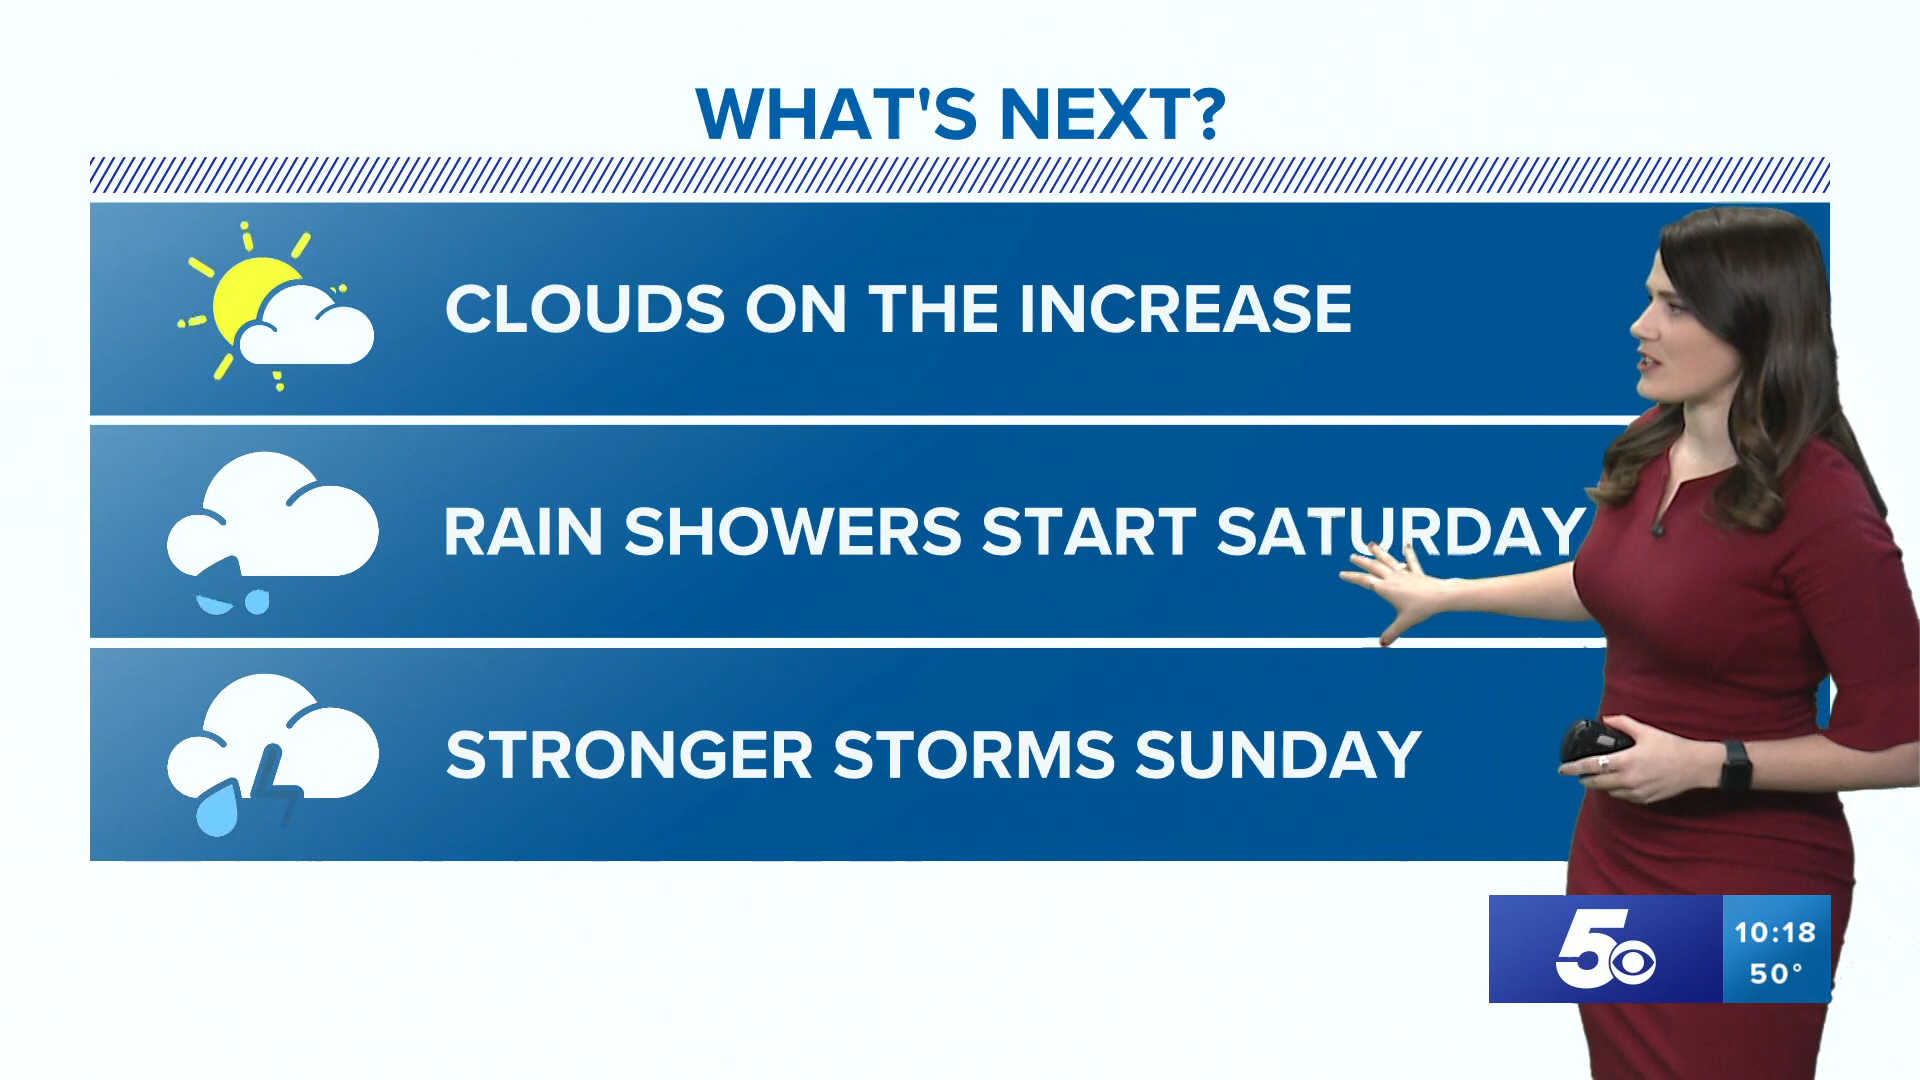 WHAT'S NEXT?
CLOUDS ON THE INCREASE
RAIN SHOWERS START SATURDAY
STRONGER STORMS SUNDAY
5
10:18
50°